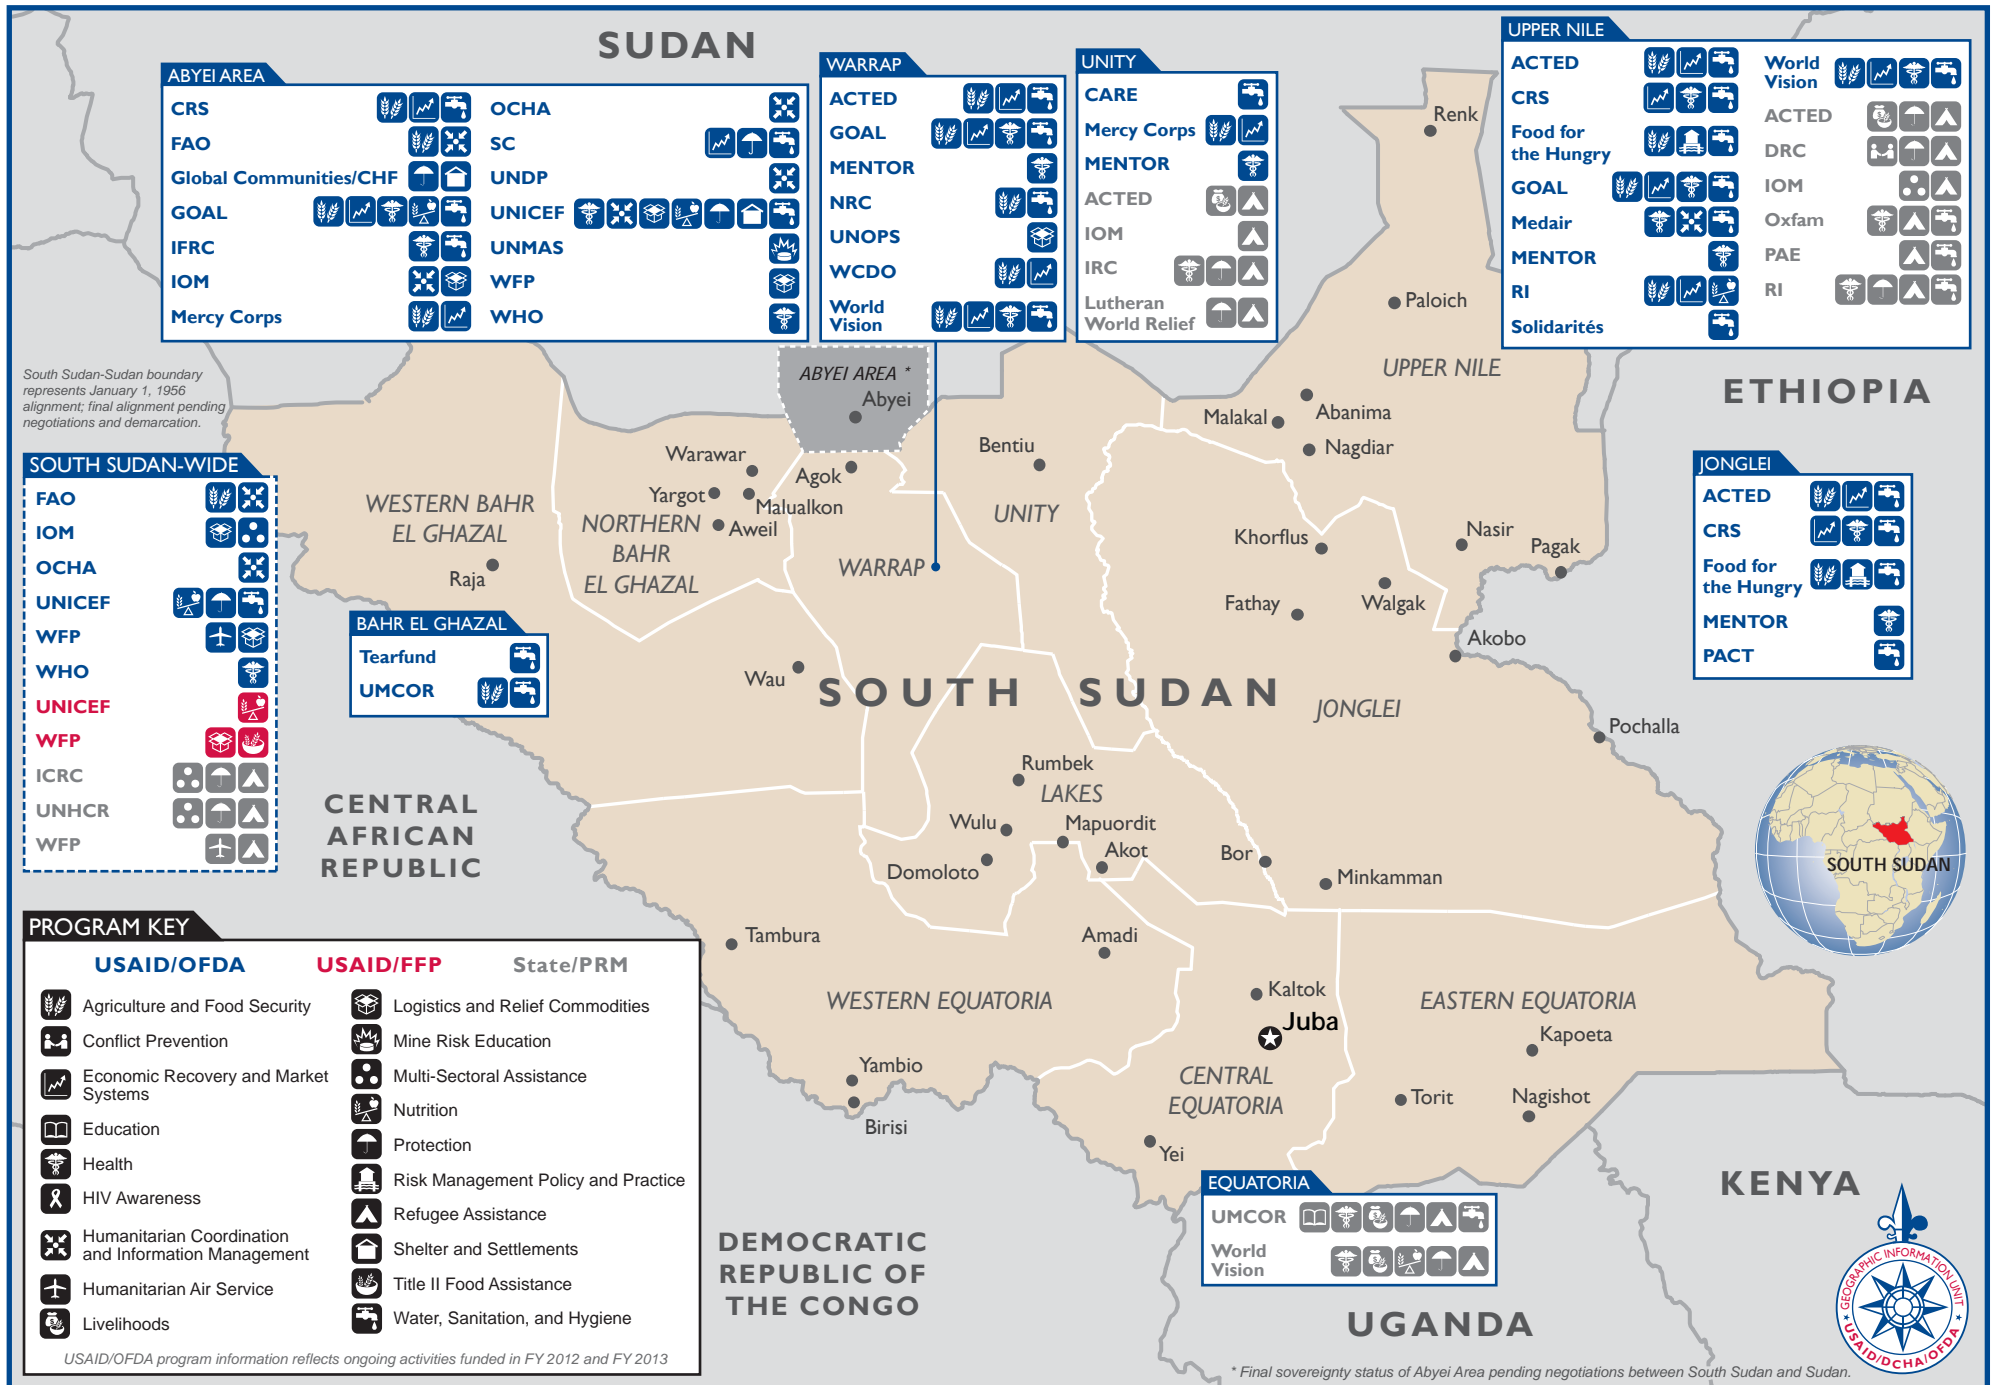 SUDAN
ABYEI AREA
CRS
FAO
Global Communities/CHF
GOAL
IFRC
IOM
Mercy Corps
OCHA
SC
UNDP
UNICEF
UNMAS
WFP
WHO
WARRAP
ACTED
GOAL
MENTOR
NRC
UNOPS
WCDO
World
Vision
UNITY
CARE
Mercy Corps
MENTOR
ACTED
IOM
IRC
Lutheran
World Relief
UPPER NILE
ACTED
CRS
Food for
the Hungry
GOAL
Medair
MENTOR
RI
Solidarités
World
Vision
ACTED
DRC
IOM
Oxfam
PAE
RI
South Sudan-Sudan boundary
represents January 1, 1956
alignment; final alignment pending
negotiations and demarcation.
SOUTH SUDAN-WIDE
FAO
IOM
OCHA
UNICEF
WFP
WHO
UNICEF
WFP
ICRC
UNHCR
WFP
BAHR EL GHAZAL
Tearfund
UMCOR
JONGLEI
ACTED
CRS
Food for
the Hungry
MENTOR
PACT
ETHIOPIA
Renk
Paloich
UPPER NILE
ABYEI AREA *
Abyei
Malakal
Abanima
Nagdiar
Bentiu
Warawar
Agok
Yargot
Malualkon
Aweil
WESTERN BAHR
EL GHAZAL
NORTHERN
BAHR
EL GHAZAL
Raja
WARRAP
UNITY
Khorflus
Nasir
Pagak
Fathay
Walgak
Akobo
Wau
SOUTH SUDAN
JONGLEI
Pochalla
Rumbek
LAKES
Wulu
Mapuordit
Akot
Domoloto
Bor
Minkamman
CENTRAL
AFRICAN
REPUBLIC
SOUTH SUDAN
Tambura
Amadi
WESTERN EQUATORIA
Kaltok
Juba
EASTERN EQUATORIA
Kapoeta
Yambio
Birisi
CENTRAL
EQUATORIA
Torit
Nagishot
Yei
EQUATORIA
UMCOR
World
Vision
KENYA
DEMOCRATIC
REPUBLIC OF
THE CONGO
UGANDA
PROGRAM KEY
USAID/OFDA
USAID/FFP
State/PRM
Agriculture and Food Security
Conflict Prevention
Economic Recovery and Market
Systems
Education
Health
HIV Awareness
Humanitarian Coordination
and Information Management
Humanitarian Air Service
Livelihoods
Logistics and Relief Commodities
Mine Risk Education
Multi-Sectoral Assistance
Nutrition
Protection
Risk Management Policy and Practice
Refugee Assistance
Shelter and Settlements
Title II Food Assistance
Water, Sanitation, and Hygiene
USAID/OFDA program information reflects ongoing activities funded in FY 2012 and FY 2013
GEOGRAPHIC INFORMATION UNIT
* USAID/DCHA/OFDA *
* Final sovereignty status of Abyei Area pending negotiations between South Sudan and Sudan.